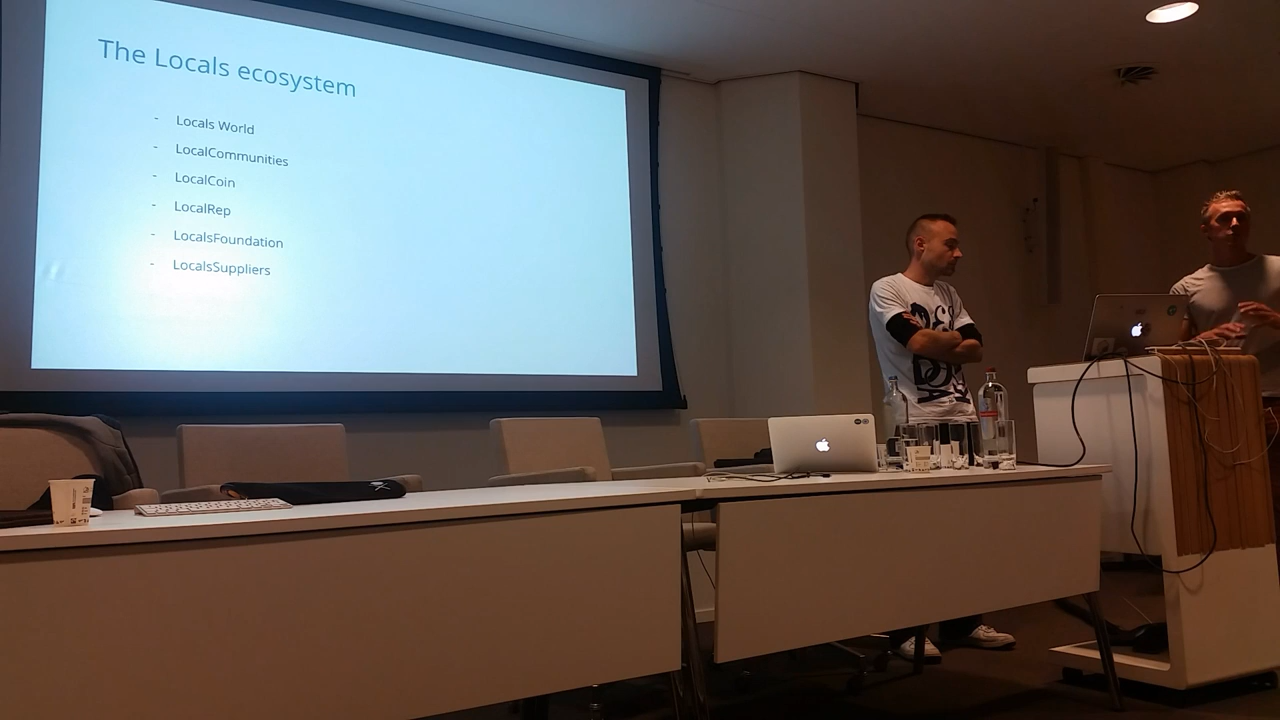 The Locals ecosystem
- Locals World
- LocalCommunities
- LocalCoin
- LocalRep
- LocalsFoundation
- LocalsSuppliers